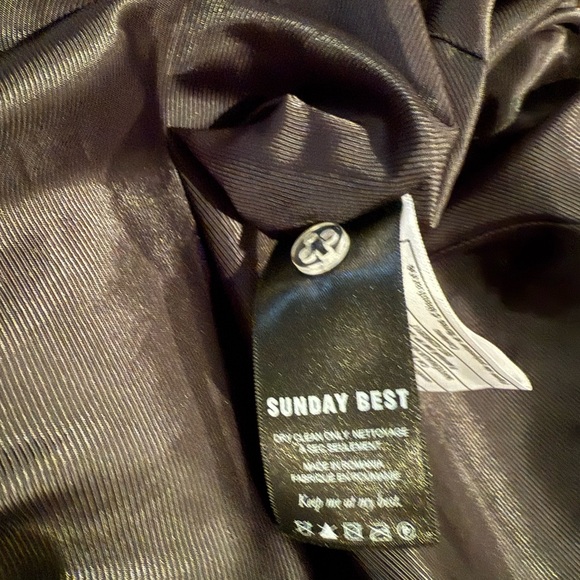 SUNDAY BEST
DRY CLEAN ONLY. NETTOYAGE
À SEC SEULEMENT.
MADE IN ROMANIA
FABRIQUÉ EN ROUMANIE
Keep me at my best.